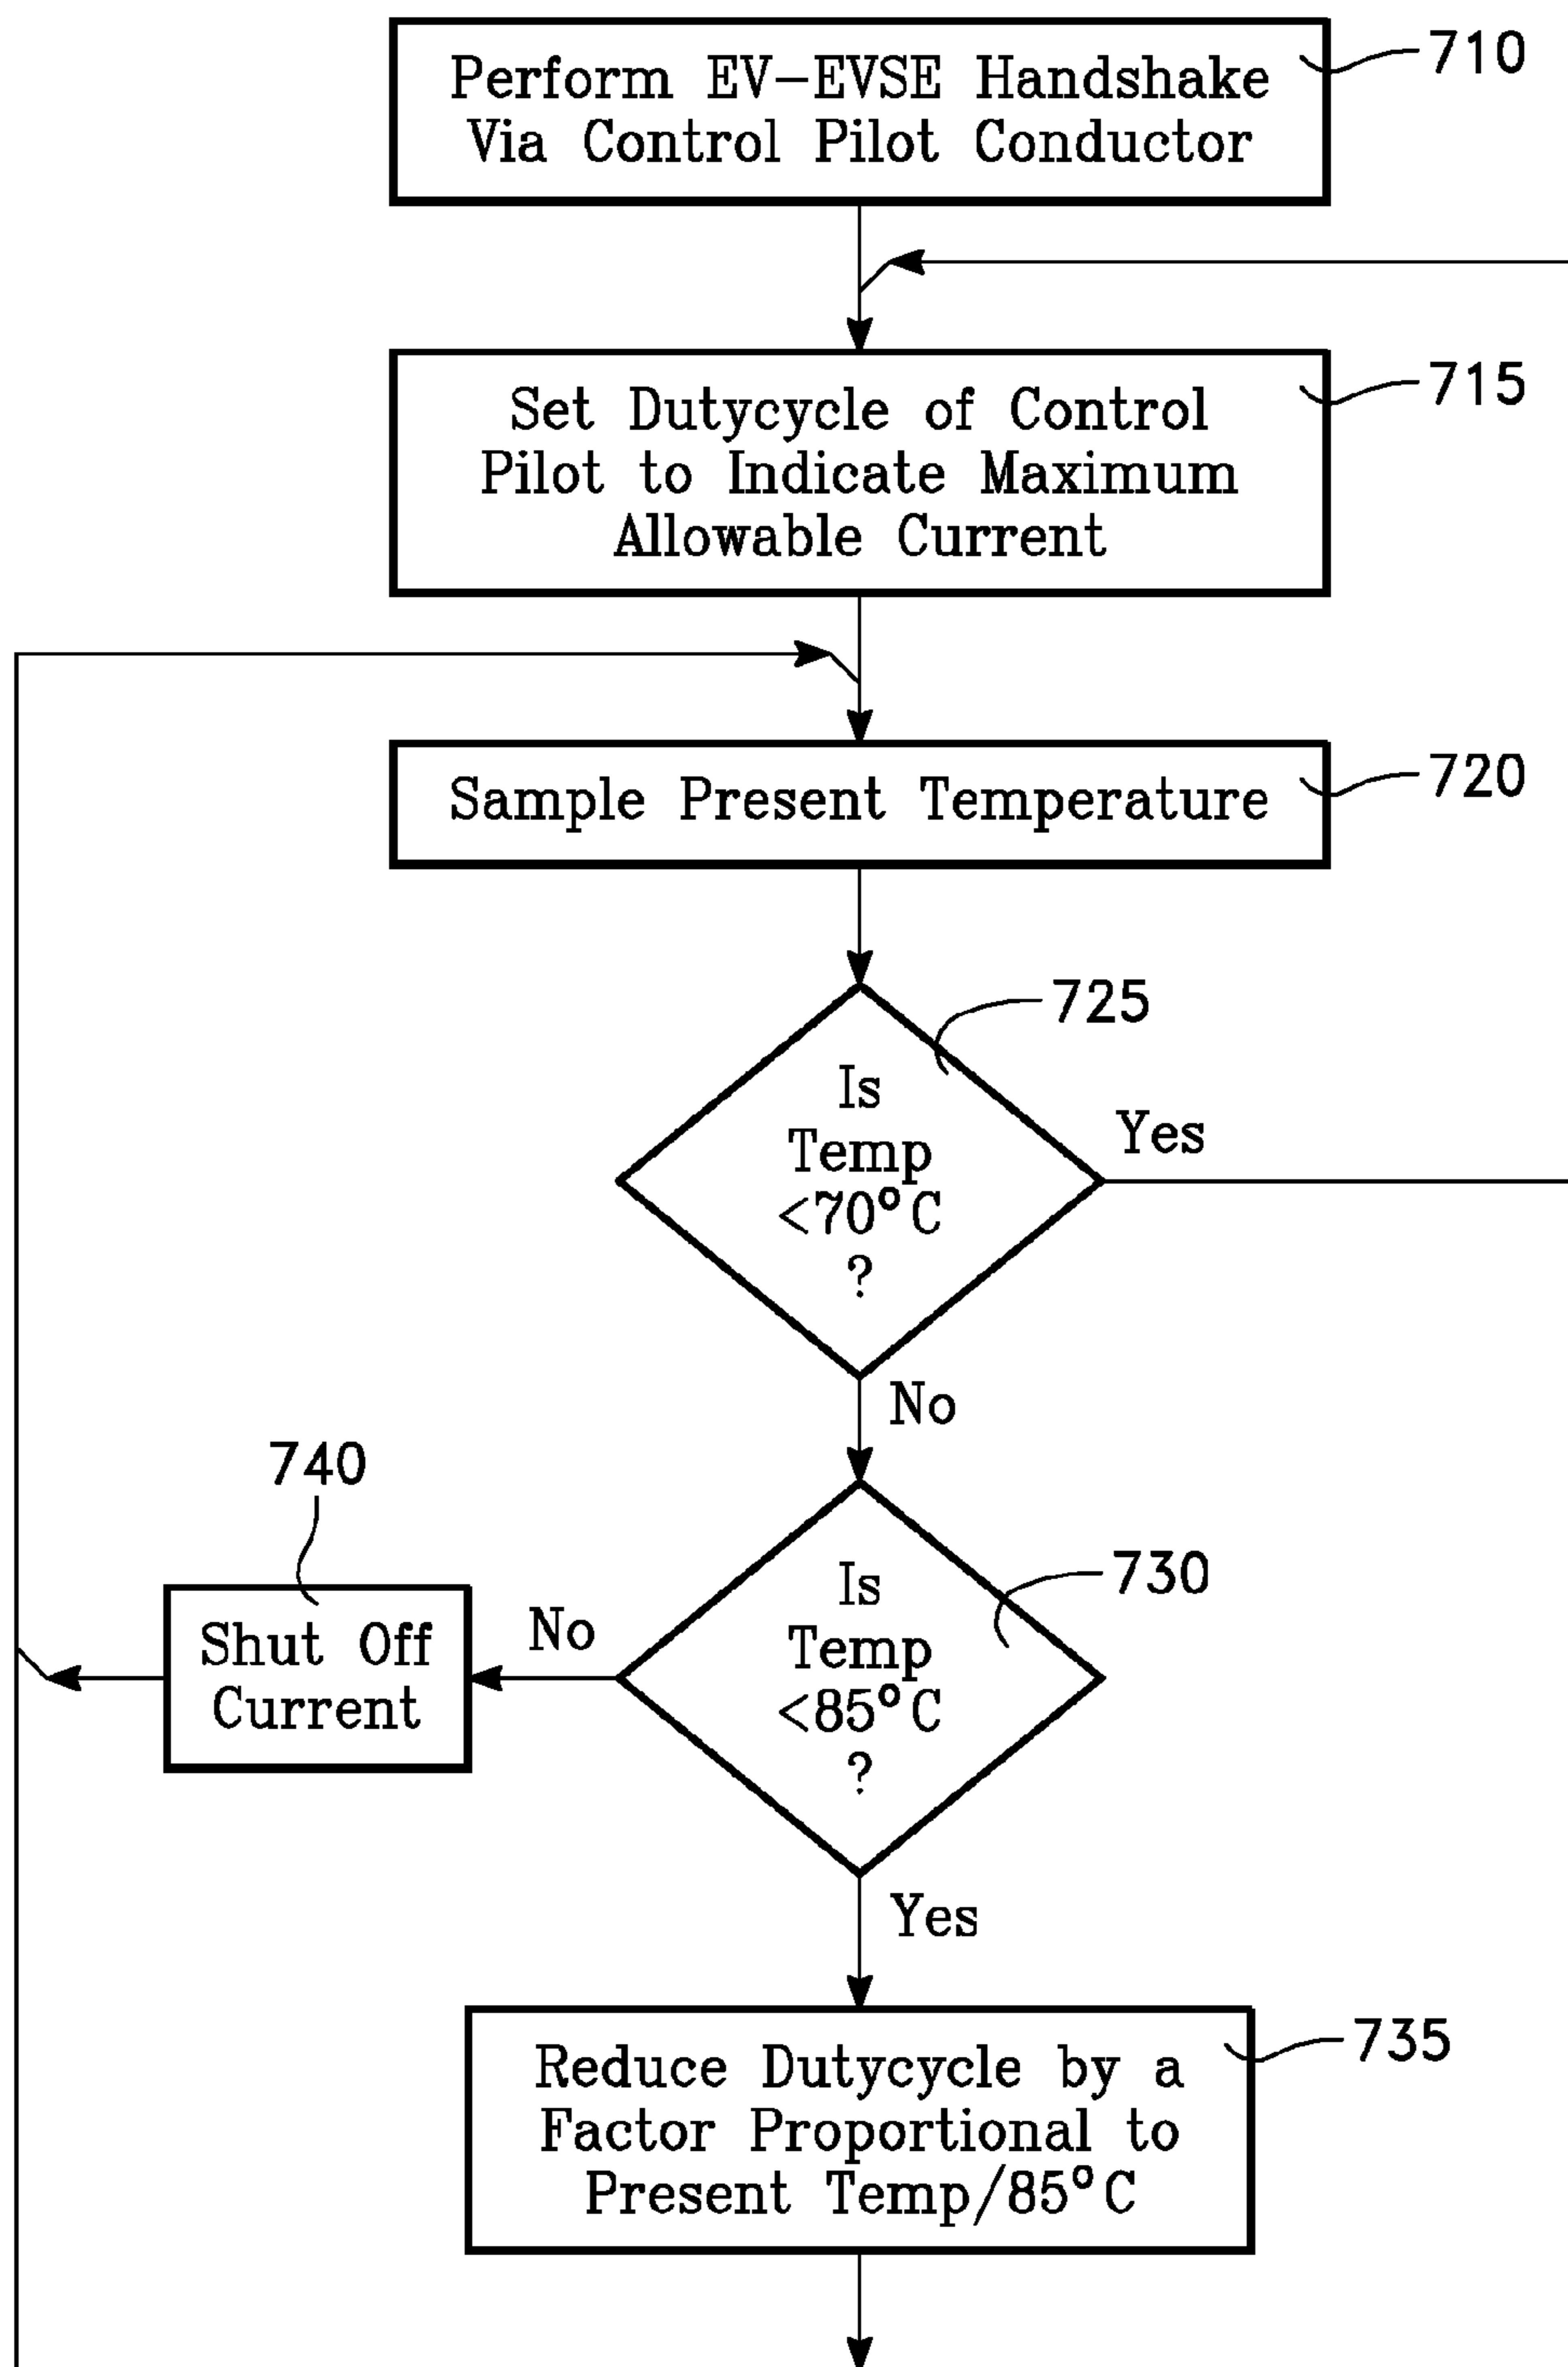 Perform EV-EVSE Handshake
Via Control Pilot Conductor
710
Set Dutycycle of Control
Pilot to Indicate Maximum
Allowable Current
715
Sample Present Temperature
720
725
Is
Temp
<70°C
?
Yes
No
740
Shut Off
Current
No
730
Is
Temp
<85°C
?
Yes
Reduce Dutycycle by a
Factor Proportional to
Present Temp/85°C
735